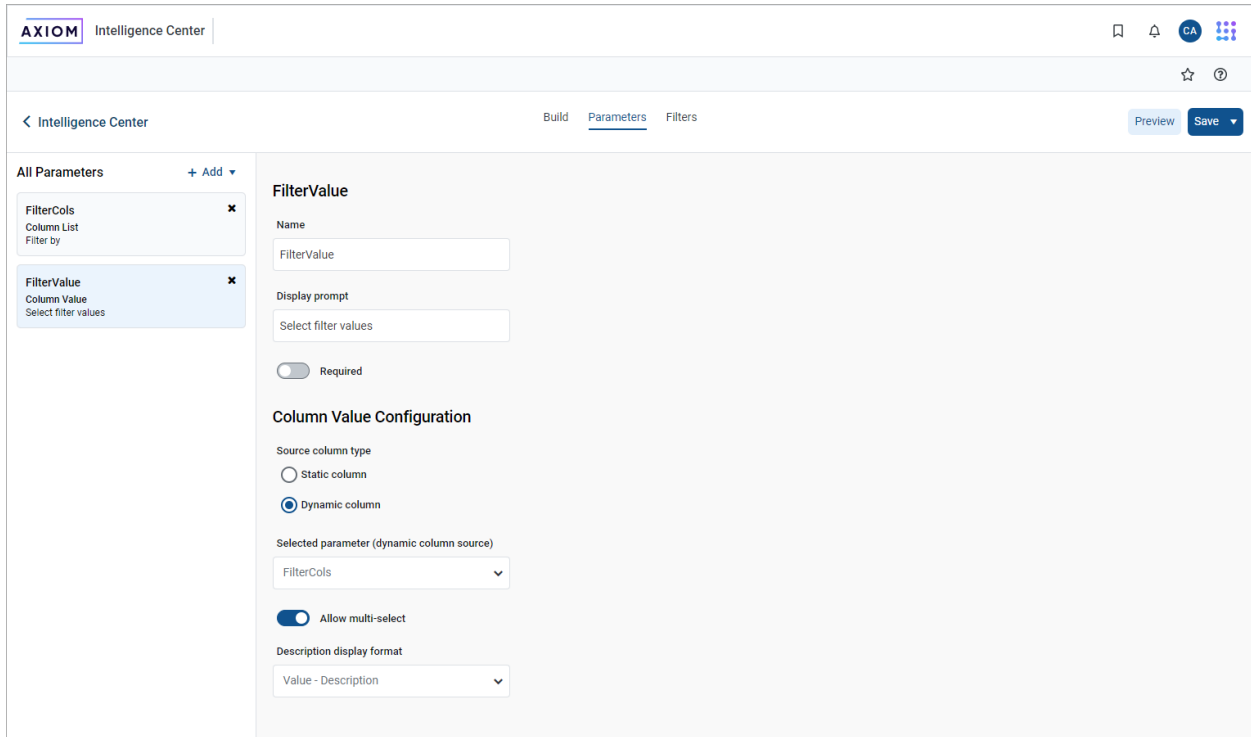 AXIOM Intelligence Center
CA
Intelligence Center
Build Parameters Filters
Preview Save
All Parameters
+ Add
FilterCols
Column List
Filter by
FilterValue
Column Value
Select filter values
FilterValue
Name
FilterValue
Display prompt
Select filter values
Required
Column Value Configuration
Source column type
Static column
Dynamic column
Selected parameter (dynamic column source)
FilterCols
Allow multi-select
Description display format
Value - Description